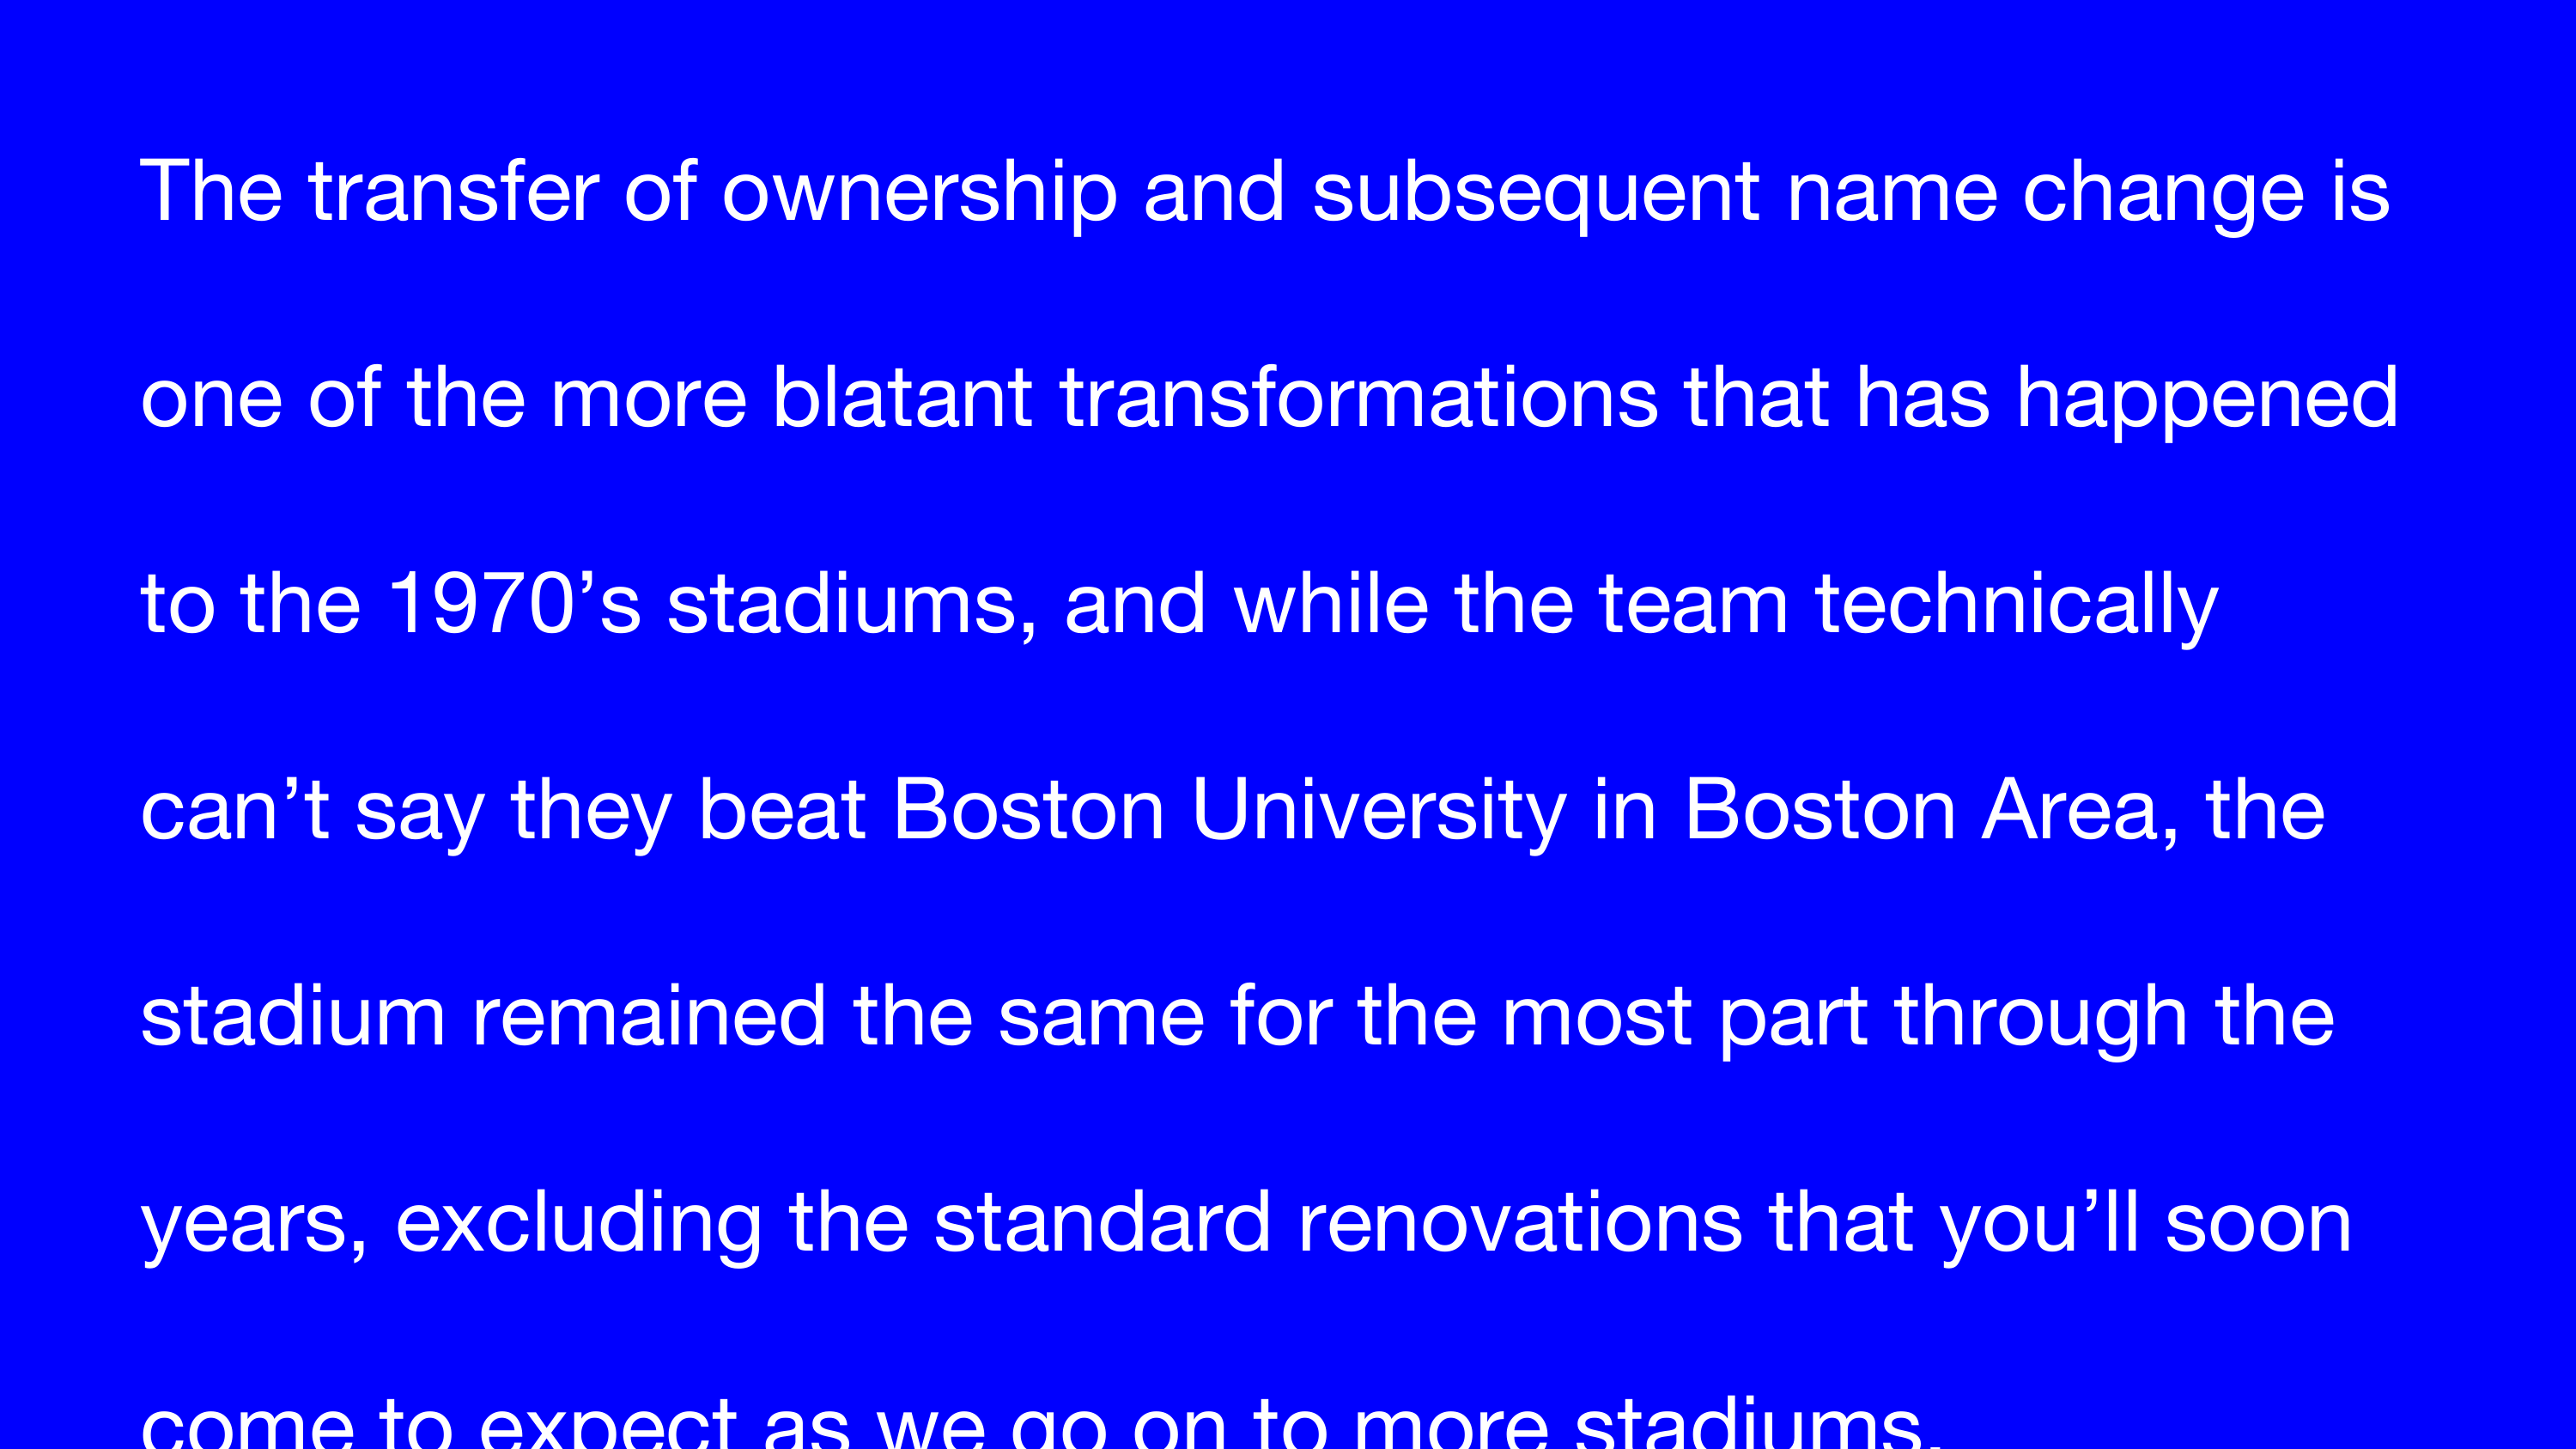 The transfer of ownership and subsequent name change is
one of the more blatant transformations that has happened
to the 1970’s stadiums, and while the team technically
can’t say they beat Boston University in Boston Area, the
stadium remained the same for the most part through the
years, excluding the standard renovations that you’ll soon
come to expect as we go on to more stadiums.